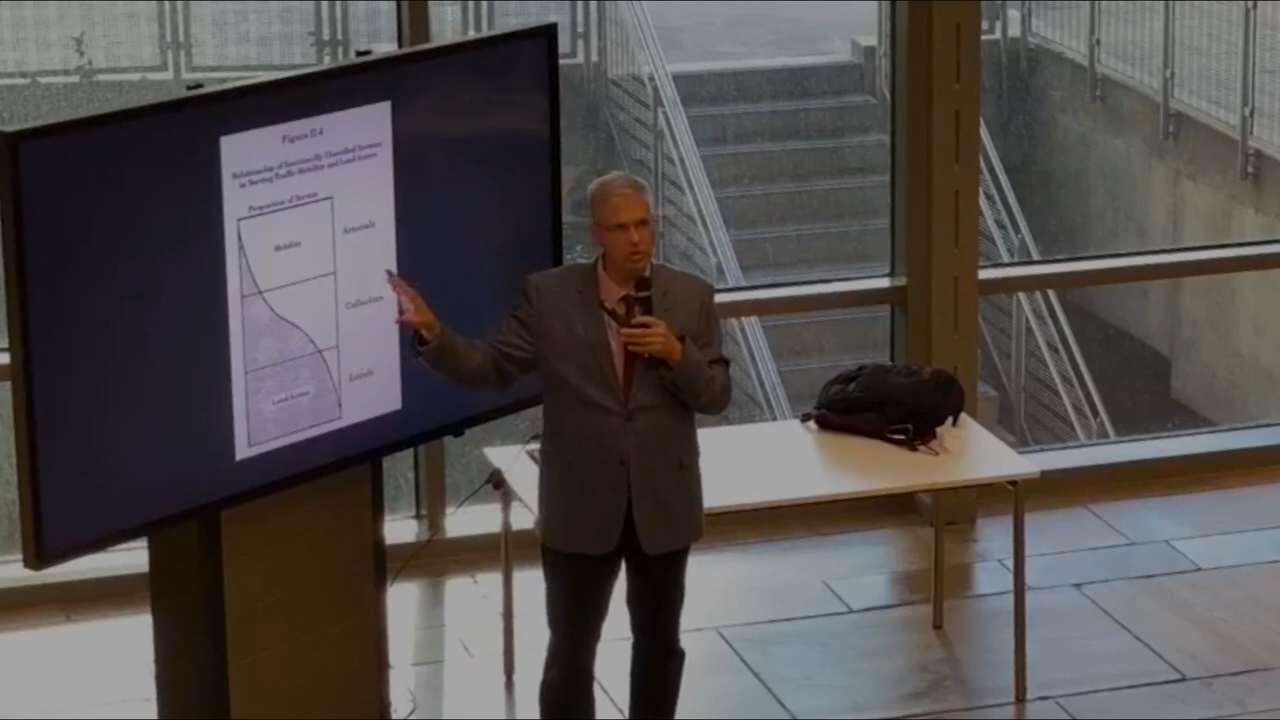 Figure II-4
Relationship of Functionally Classified Systems
in Serving Traffic Mobility and Land Access
Proportion of Service
Mobility
Arterials
Collectors
Locals
Land Access